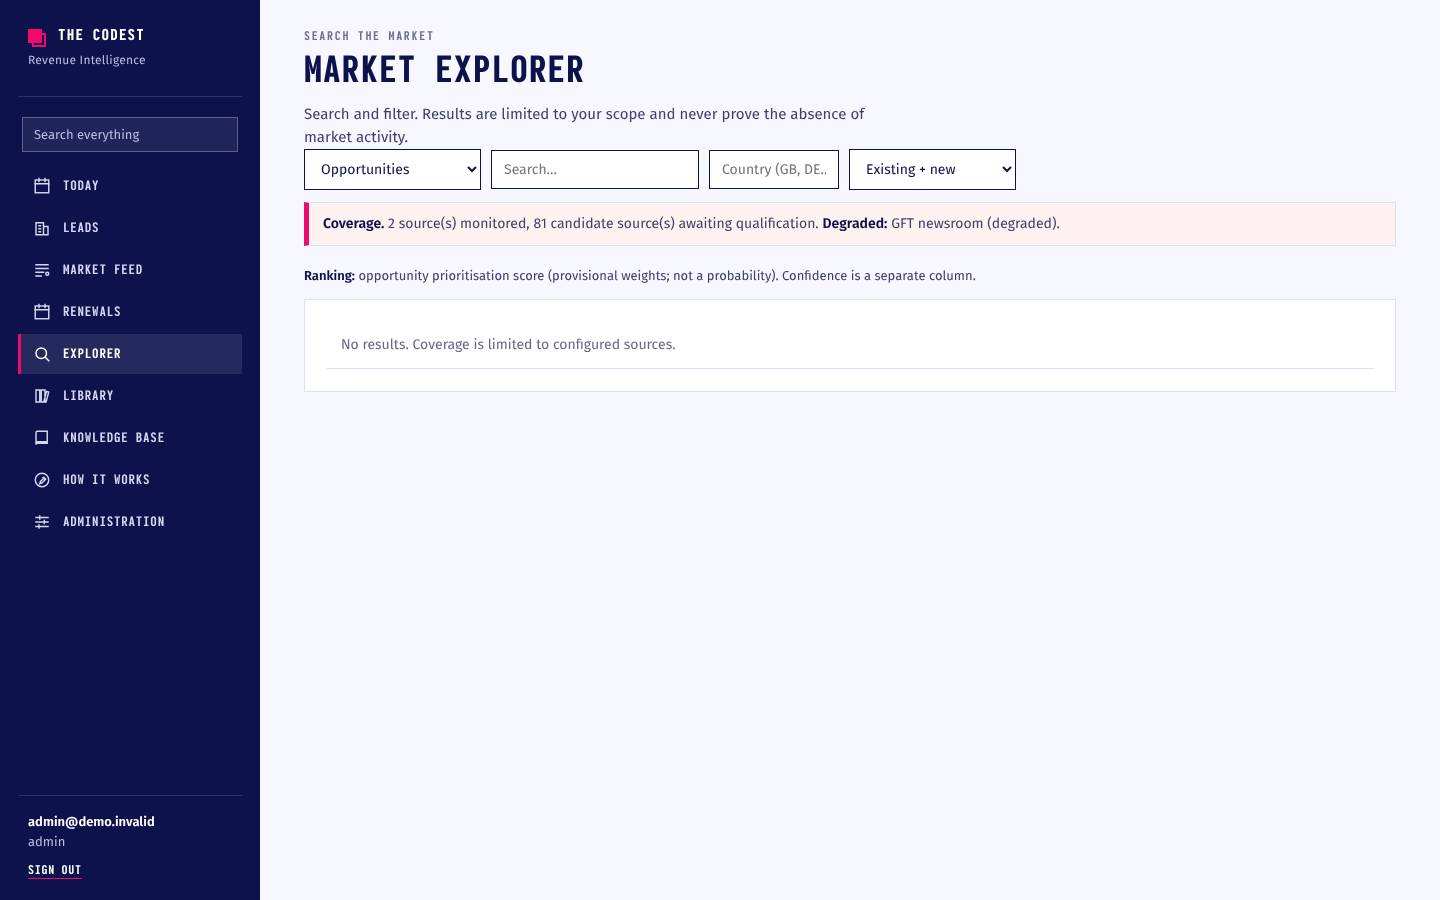 THE CODEST
Revenue Intelligence
Search everything
TODAY
LEADS
MARKET FEED
RENEWALS
EXPLORER
LIBRARY
KNOWLEDGE BASE
HOW IT WORKS
ADMINISTRATION
admin@demo.invalid
admin
SIGN OUT
SEARCH THE MARKET
MARKET EXPLORER
Search and filter. Results are limited to your scope and never prove the absence of
market activity.
Opportunities
Search...
Country (GB, DE..
Existing + new
Coverage. 2 source(s) monitored, 81 candidate source(s) awaiting qualification. Degraded: GFT newsroom (degraded).
Ranking: opportunity prioritisation score (provisional weights; not a probability). Confidence is a separate column.
No results. Coverage is limited to configured sources.